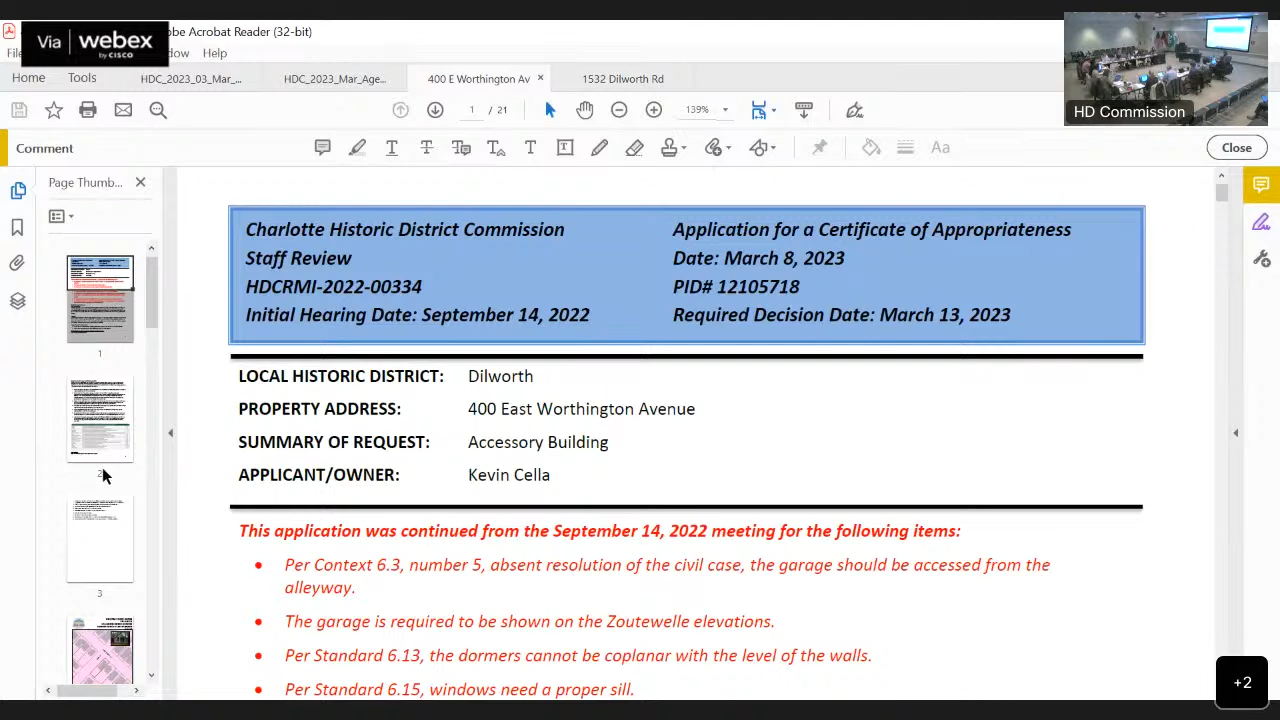 Via webex
by CISCO
obe Acrobat Reader (32-bit)
dow Help
Home Tools HDC_2023_03_Mar_... HDC_2023_Mar_Age... 400 E Worthington Av × 1532 Dilworth Rd
1 / 21 139%
HD Commission
Comment Aa Close
Page Thumb...
Charlotte Historic District Commission Application for a Certificate of Appropriateness
Staff Review Date: March 8, 2023
HDCRMI-2022-00334 PID# 12105718
Initial Hearing Date: September 14, 2022 Required Decision Date: March 13, 2023
LOCAL HISTORIC DISTRICT: Dilworth
PROPERTY ADDRESS: 400 East Worthington Avenue
SUMMARY OF REQUEST: Accessory Building
APPLICANT/OWNER: Kevin Cella
This application was continued from the September 14, 2022 meeting for the following items:
• Per Context 6.3, number 5, absent resolution of the civil case, the garage should be accessed from the
alleyway.
• The garage is required to be shown on the Zoutewelle elevations.
• Per Standard 6.13, the dormers cannot be coplanar with the level of the walls.
• Per Standard 6.15, windows need a proper sill.
1
2
3
+2